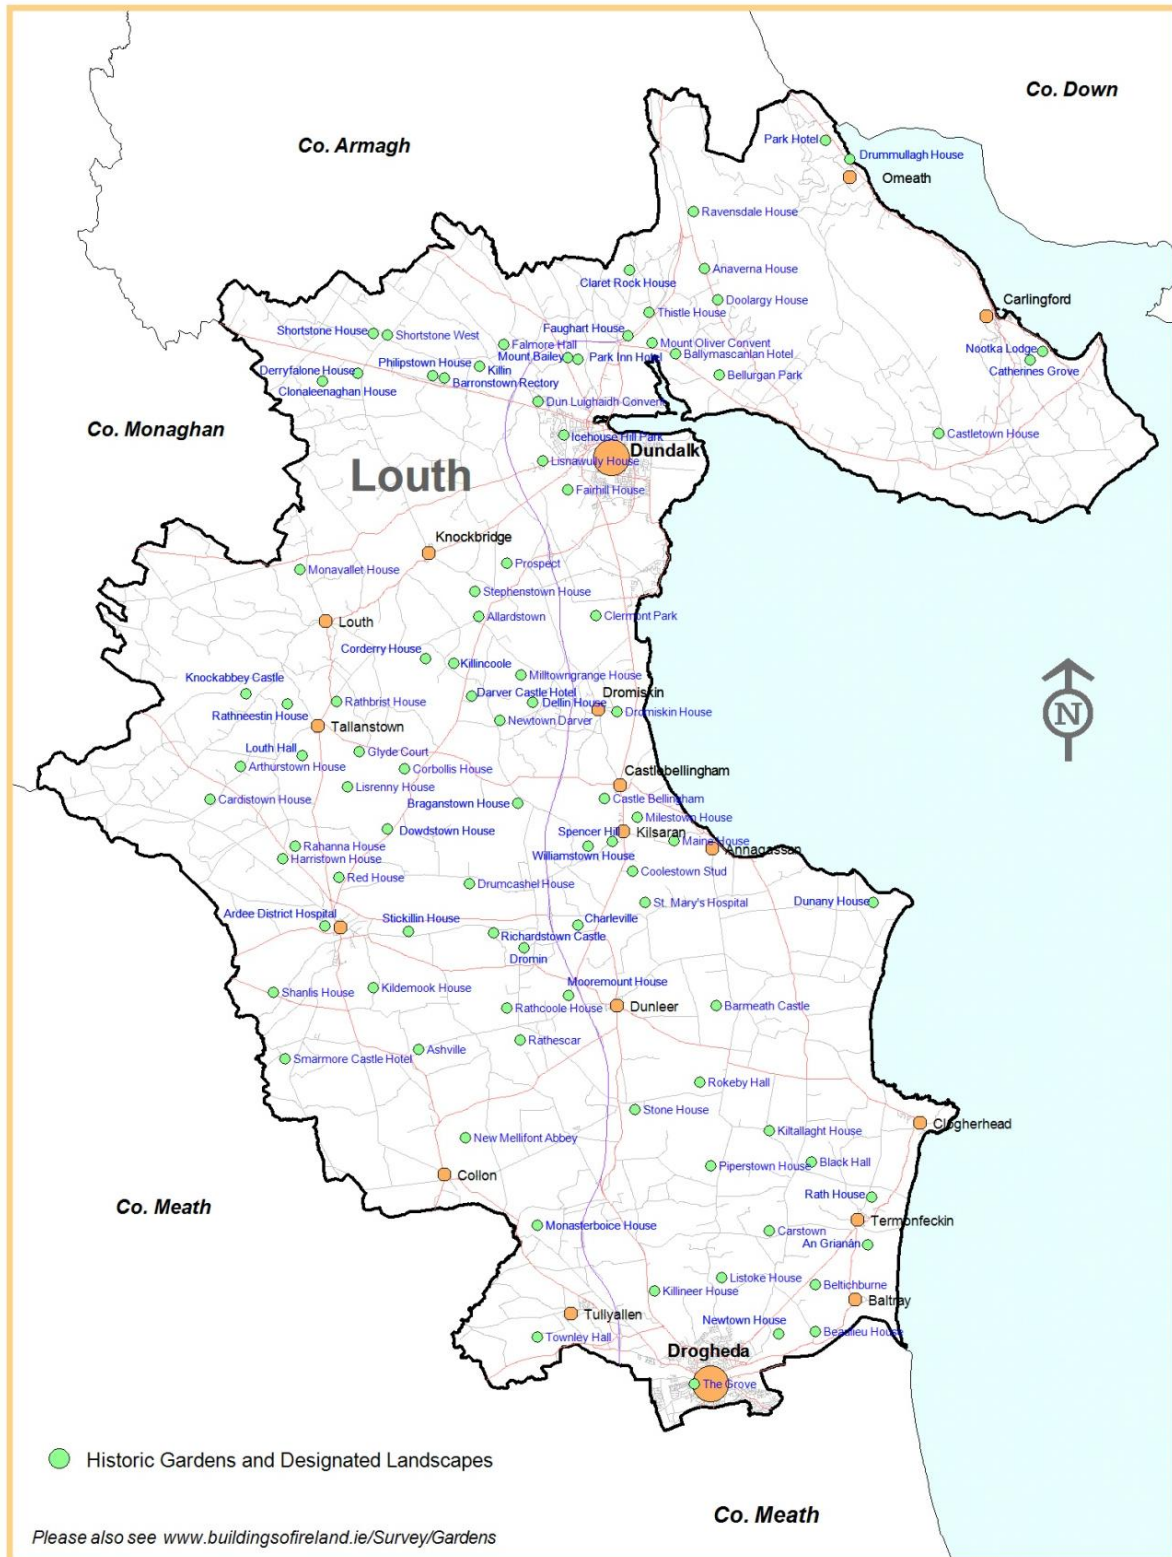 Co. Down
Co. Armagh
Park Hotel
Drummullagh House
Omeath
Ravensdale House
Anaverna House
Claret Rock House
Doolargy House
Carlingford
Thistle House
Shortstone House
Shortstone West
Faughart House
Falmore Hall
Mount Oliver Convent
Nootka Lodge
Mount Bailey
Park Inn Hotel
Ballymascanlan Hotel
Catherines Grove
Philipstown House
Killin
Derryfalone House
Barronstown Rectory
Bellurgan Park
Clonaleenaghan House
Dun Lughaidh Convent
Co. Monaghan
Icehouse Hill Park
Castletown House
Dundalk
Lisnawully House
Louth
Fairhill House
Knockbridge
Prospect
Monavallet House
Stephenstown House
Louth
Allardstown
Clermont Park
Corderry House
Killincoole
Milltowngrange House
Knockabbey Castle
Rathbrist House
Darver Castle Hotel
Dellin House
Dromiskin
Dromiskin House
Rathneestin House
Newtown Darver
Tallanstown
N
Louth Hall
Glyde Court
Arthurstown House
Corbollis House
Castlebellingham
Lisrenny House
Cardistown House
Braganstown House
Castle Bellingham
Milestown House
Dowdstown House
Spencer Hill
Kilsaran
Maine House
Annagassan
Rahanna House
Williamstown House
Harristown House
Red House
Coolestown Stud
Drumcashel House
St. Mary's Hospital
Dunany House
Ardee District Hospital
Stickillin House
Charleville
Richardstown Castle
Dromin
Mooremount House
Shanlis House
Kildemock House
Rathcoole House
Dunleer
Barmeath Castle
Rathescar
Ashville
Smarmore Castle Hotel
Rokeby Hall
Stone House
Clogherhead
Kiltallaght House
New Mellifont Abbey
Black Hall
Piperstown House
Collon
Rath House
Co. Meath
Termonfeckin
Monasterboice House
Carstown
An Grianán
Listoke House
Beltichburne
Killineer House
Baltray
Tullyallen
Newtown House
Townley Hall
Beaulieu House
Drogheda
The Grove
Historic Gardens and Designated Landscapes
Co. Meath
Please also see www.buildingsofireland.ie/Survey/Gardens